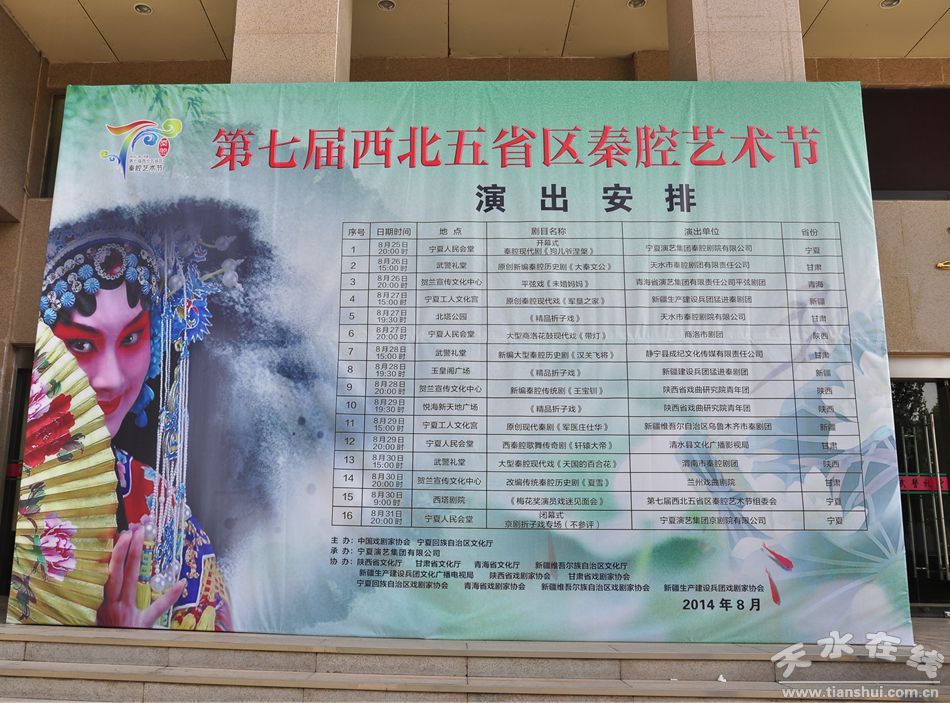 第七届西北五省区秦腔艺术节
秦腔艺术节
第七届西北五省区秦腔艺术节
演出安排
序号 日期时间 地点 剧目名称 演出单位 省份
1 8月25日 20:00时 宁夏人民会堂 开幕式 秦腔现代剧《狗儿爷涅槃》 宁夏演艺集团秦腔剧院有限公司 宁夏
2 8月26日 15:00时 武警礼堂 原创新编秦腔历史剧《大秦文公》 天水市秦腔剧团有限责任公司 甘肃
3 8月26日 20:00时 贺兰宣传文化中心 平弦戏《未婚妈妈》 青海省演艺集团有限责任公司平弦剧团 青海
4 8月27日 15:00时 宁夏工人文化宫 原创秦腔现代戏《军垦之家》 新疆生产建设兵团猛进秦剧团 新疆
5 8月27日 19:30时 北塔公园 《精品折子戏》 天水市秦腔剧院有限公司 甘肃
6 8月27日 20:00时 宁夏人民会堂 大型商洛花鼓现代戏《带灯》 商洛市剧团 陕西
7 8月28日 15:00时 武警礼堂 新编大型秦腔历史剧《汉关飞将》 静宁县成纪文化传媒有限责任公司 甘肃
8 8月28日 19:30时 玉皇阁广场 《精品折子戏》 新疆建设兵团猛进秦剧团 新疆
9 8月28日 20:00时 贺兰宣传文化中心 新编秦腔传统剧《王宝钏》 陕西省戏曲研究院青年团 陕西
10 8月29日 19:30时 悦海新天地广场 《精品折子戏》 陕西省戏曲研究院青年团 陕西
11 8月29日 15:00时 宁夏工人文化宫 原创现代秦剧《军医庄仕华》 新疆维吾尔自治区乌鲁木齐市秦剧团 新疆
12 8月29日 20:00时 宁夏人民会堂 西秦腔歌舞传奇剧《轩辕大帝》 清水县文化广播影视局 甘肃
13 8月30日 15:00时 武警礼堂 大型秦腔现代戏《天国的百合花》 渭南市秦腔剧团 陕西
14 8月30日 20:00时 贺兰宣传文化中心 改编传统秦腔历史剧《夏雪》 兰州戏曲剧院 甘肃
15 8月30日 9:00时 西塔剧院 《梅花奖演员戏迷见面会》 第七届西北五省区秦腔艺术节组委会 宁夏
16 8月31日 20:00时 宁夏人民会堂 闭幕式 京剧折子戏专场（不参评） 宁夏演艺集团京剧院有限公司 宁夏
主办：中国戏剧家协会 宁夏回族自治区文化厅
承办：宁夏演艺集团有限公司
协办：陕西省文化厅 甘肃省文化厅 青海省文化厅 新疆维吾尔自治区文化厅
新疆生产建设兵团文化广播电视局 陕西省戏剧家协会 甘肃省戏剧家协会
宁夏回族自治区戏剧家协会 青海省戏剧家协会 新疆维吾尔自治区戏剧家协会 新疆生产建设兵团戏剧家协会
2014年8月
天水在线
www.tianshui.com.cn